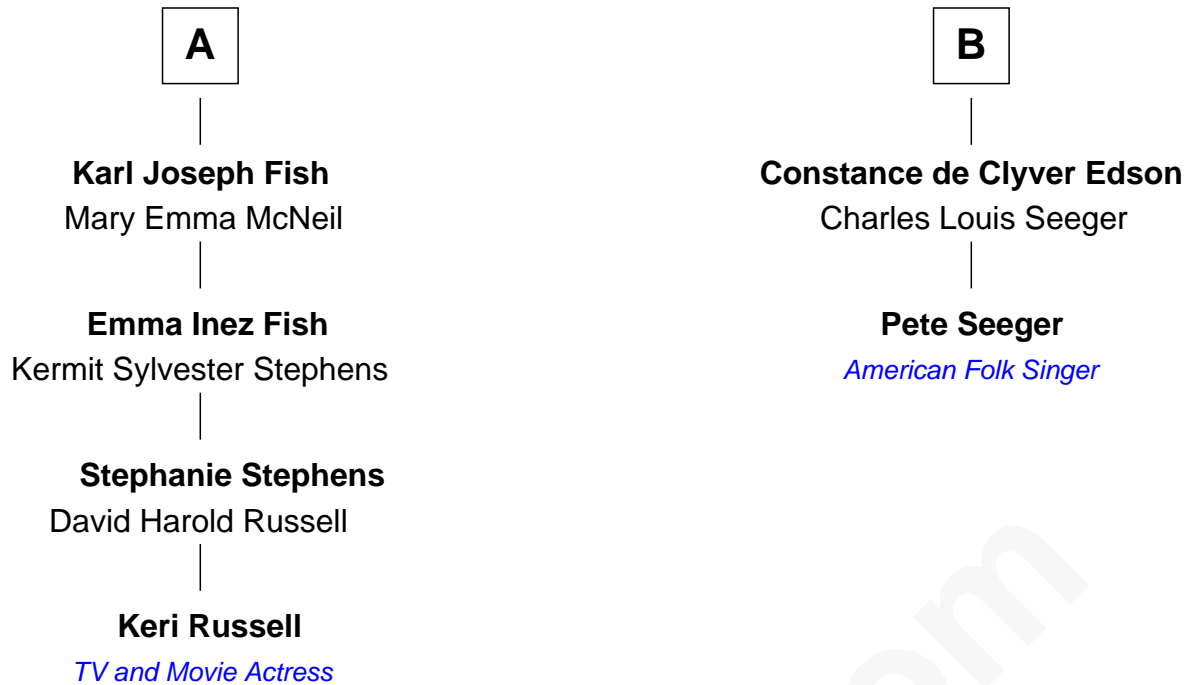 A
Karl Joseph Fish
Mary Emma McNeil
Emma Inez Fish
Kermit Sylvester Stephens
Stephanie Stephens
David Harold Russell
Keri Russell
TV and Movie Actress
B
Constance de Clyver Edson
Charles Louis Seeger
Pete Seeger
American Folk Singer
om